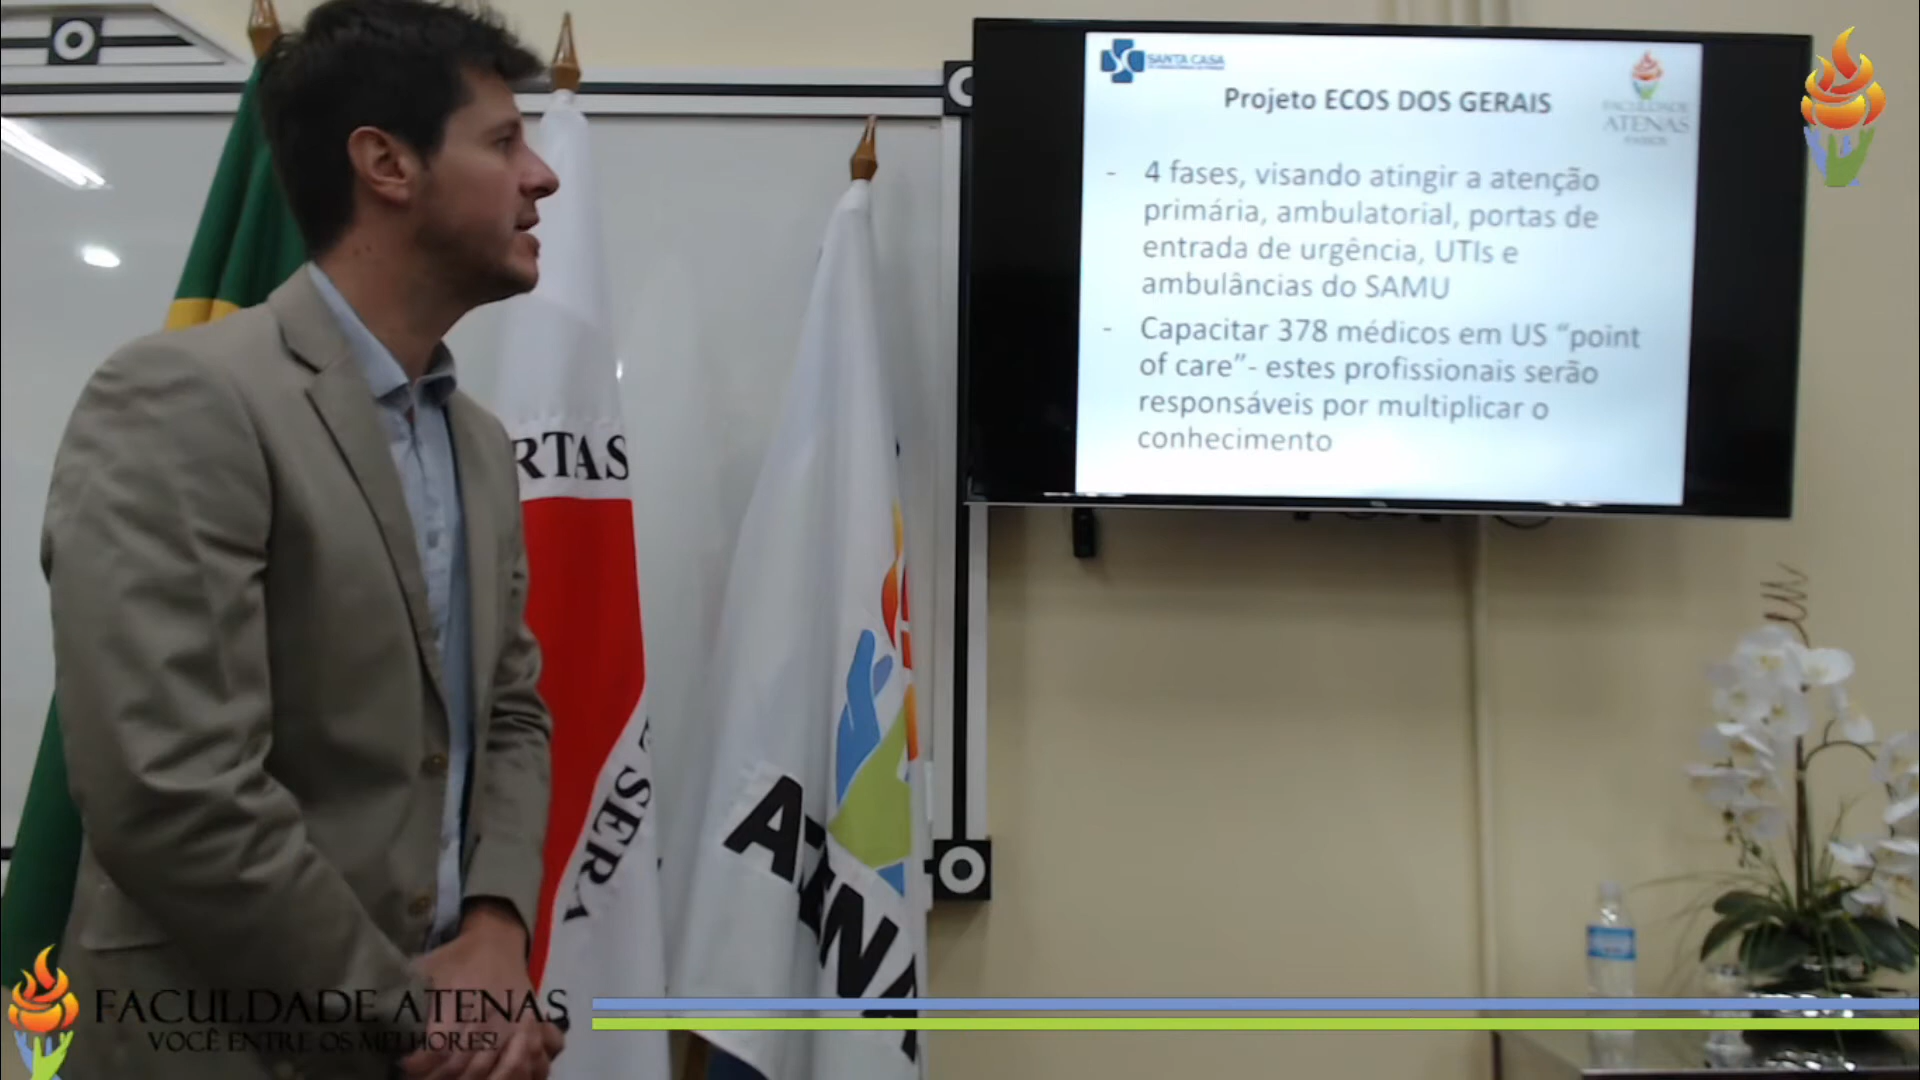 SANTA CASA
Projeto ECOS DOS GERAIS
FACULDADE
ATENAS
PASSOS
- 4 fases, visando atingir a atenção
primária, ambulatorial, portas de
entrada de urgência, UTIs e
ambulâncias do SAMU
- Capacitar 378 médicos em US “point
of care”- estes profissionais serão
responsáveis por multiplicar o
conhecimento
RTAS
SERA
ATENA
FACULDADE ATENAS
VOCÊ ENTRE OS MELHORES!